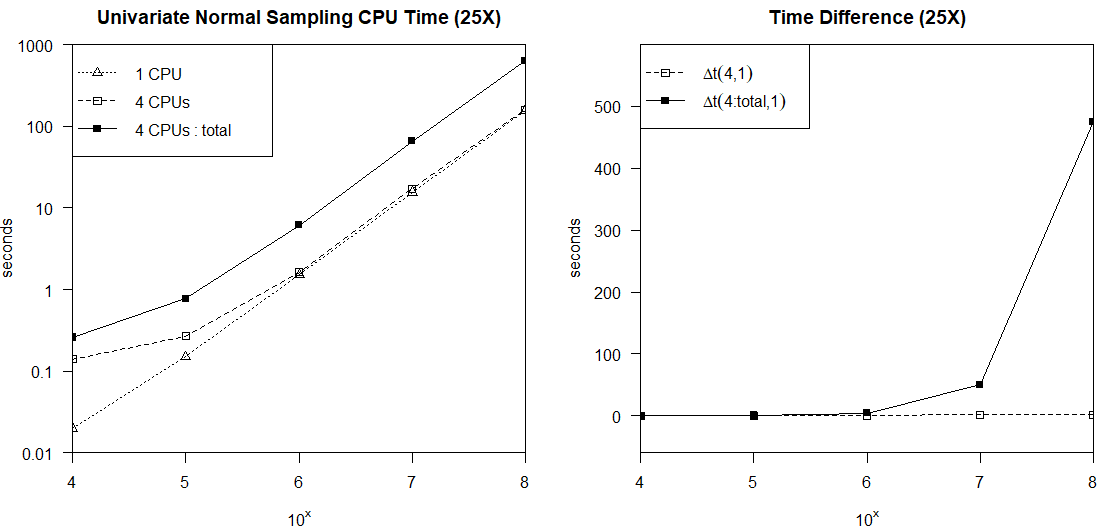 Univariate Normal Sampling CPU Time (25X)
1 CPU
4 CPUs
4 CPUs : total
1000
100
10
1
0.1
0.01
seconds
4 5 6 7 8
10^x
Time Difference (25X)
Δt(4,1)
Δt(4:total,1)
500
400
300
200
100
0
seconds
4 5 6 7 8
10^x